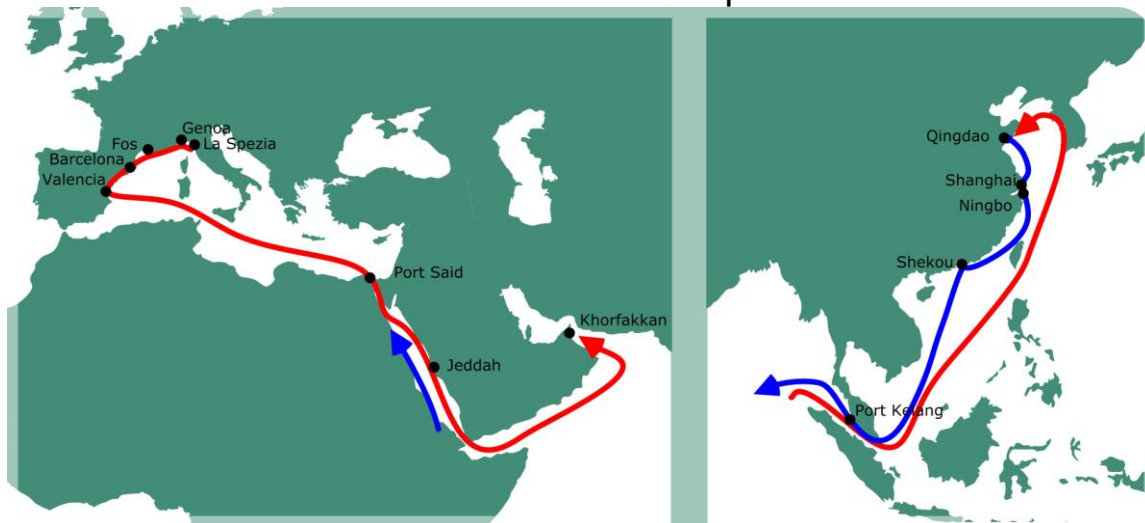 Genoa
Fos
La Spezia
Barcelona
Valencia
Port Said
Khorfakkan
Jeddah
Qingdao
Shanghai
Ningbo
Shekou
Port Kelang